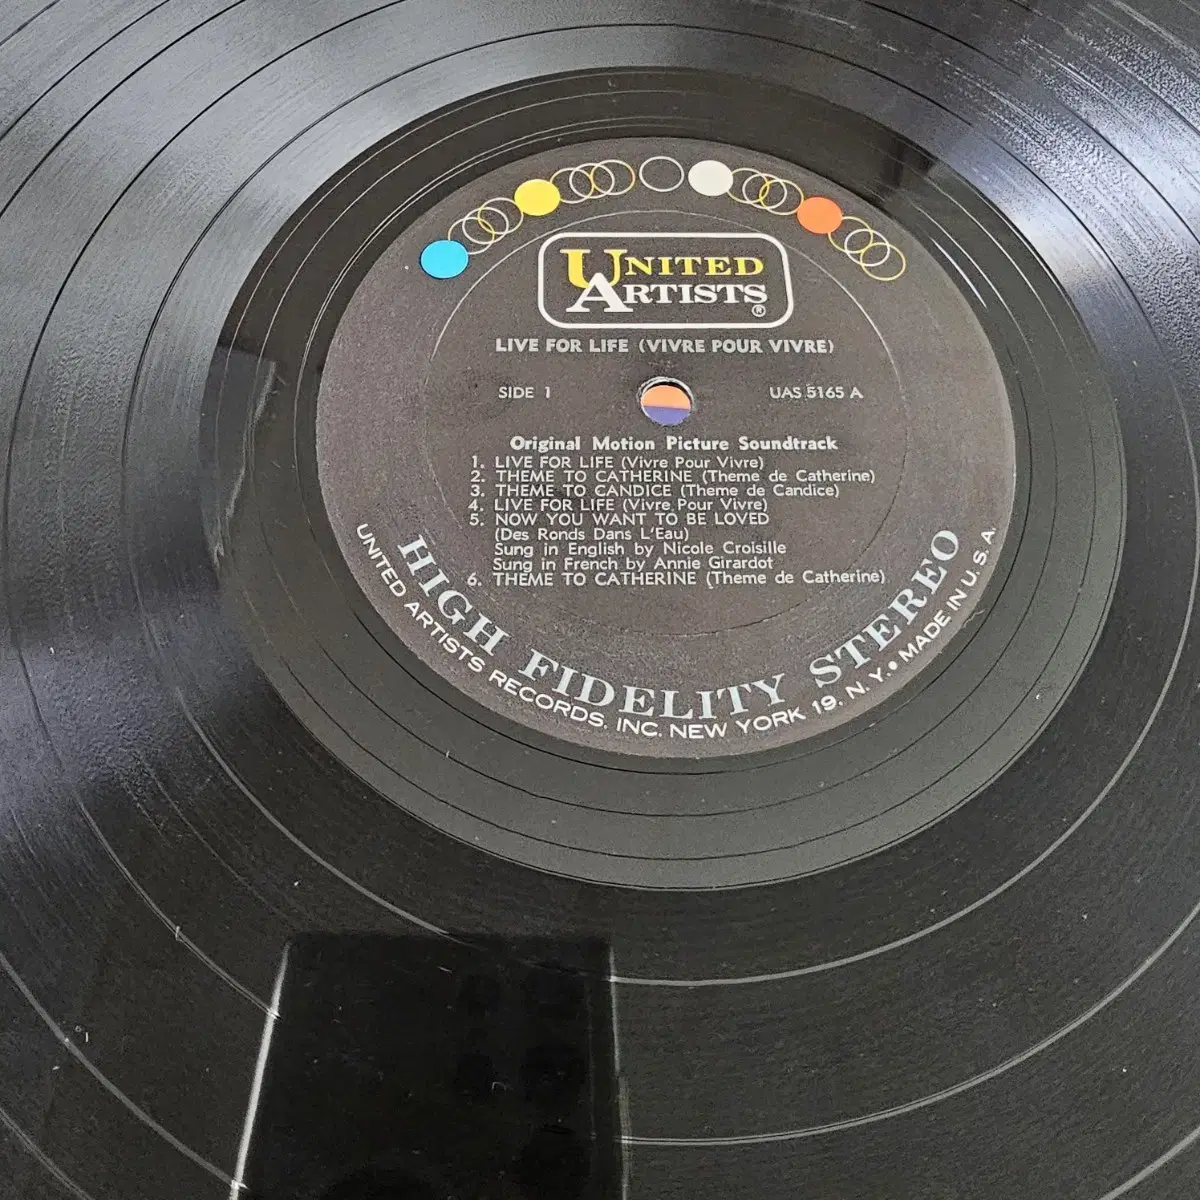 UNITED
ARTISTS®
LIVE FOR LIFE (VIVRE POUR VIVRE)
SIDE 1
UAS 5165 A
Original Motion Picture Soundtrack
1. LIVE FOR LIFE (Vivre Pour Vivre)
2. THEME TO CATHERINE (Theme de Catherine)
3. THEME TO CANDICE (Theme de Candice)
4. LIVE FOR LIFE (Vivre Pour Vivre)
5. NOW YOU WANT TO BE LOVED
(Des Ronds Dans L'Eau)
Sung in English by Nicole Croisille
Sung in French by Annie Girardot
6. THEME TO CATHERINE (Theme de Catherine)
HIGH FIDELITY STEREO
UNITED ARTISTS RECORDS, INC. NEW YORK 19, N. Y. • MADE IN U. S. A.